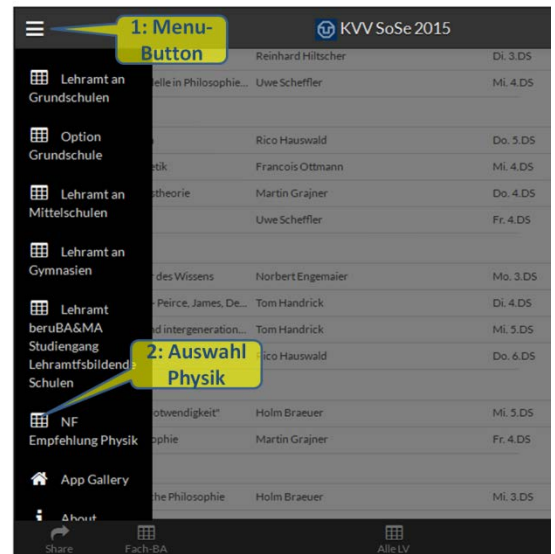 KVV SoSe 2015
1: Menu-
Button
Reinhard Hiltscher Di. 3.DS
Lehramt an
Grundschulen
elle in Philosophie... Uwe Scheffler Mi. 4.DS
Option
Grundschule
Rico Hauswald Do. 5.DS
etik Francois Ottmann Mi. 4.DS
Lehramt an
Mittelschulen
stheorie Martin Grajner Do. 4.DS
Uwe Scheffler Fr. 4.DS
Lehramt an
Gymnasien
des Wissens Norbert Engemaier Mo. 3.DS
Peirce, James, De... Tom Handrick Di. 4.DS
Lehramt
beruBA&MA
Studiengang
Lehramtfsbildende
Schulen
nd intergeneration... Tom Handrick Mi. 5.DS
2: Auswahl
Physik
Rico Hauswald Do. 6.DS
NF
Empfehlung Physik
otwendigkeit" Holm Braeuer Mi. 5.DS
ophie Martin Grajner Fr. 4.DS
App Gallery
che Philosophie Holm Braeuer Mi. 3.DS
About
Share Fach-BA Alle LV